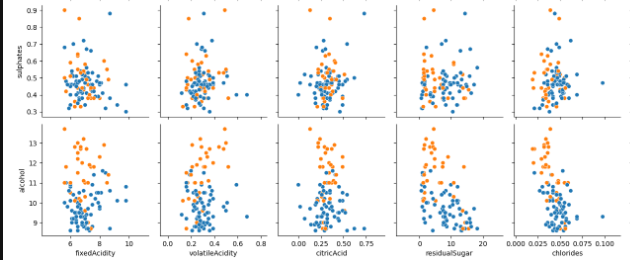 0.9
0.8
0.7
0.6
0.5
0.4
0.3
sulphates
13
12
11
10
9
alcohol
6 8 10
fixedAcidity
0.0 0.2 0.4 0.6 0.8
volatileAcidity
0.00 0.25 0.50 0.75
citricAcid
0 10 20
residualSugar
0.000 0.025 0.050 0.075 0.100
chlorides